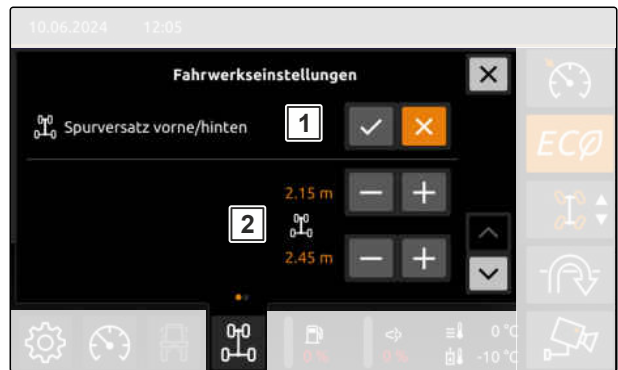 10.06.2024 12:05
Fahrwerkseinstellungen
Spurversatz vorne/hinten
1
2.15 m
2
2.45 m
ECØ
0 %
0 %
0 °C
-10 °C